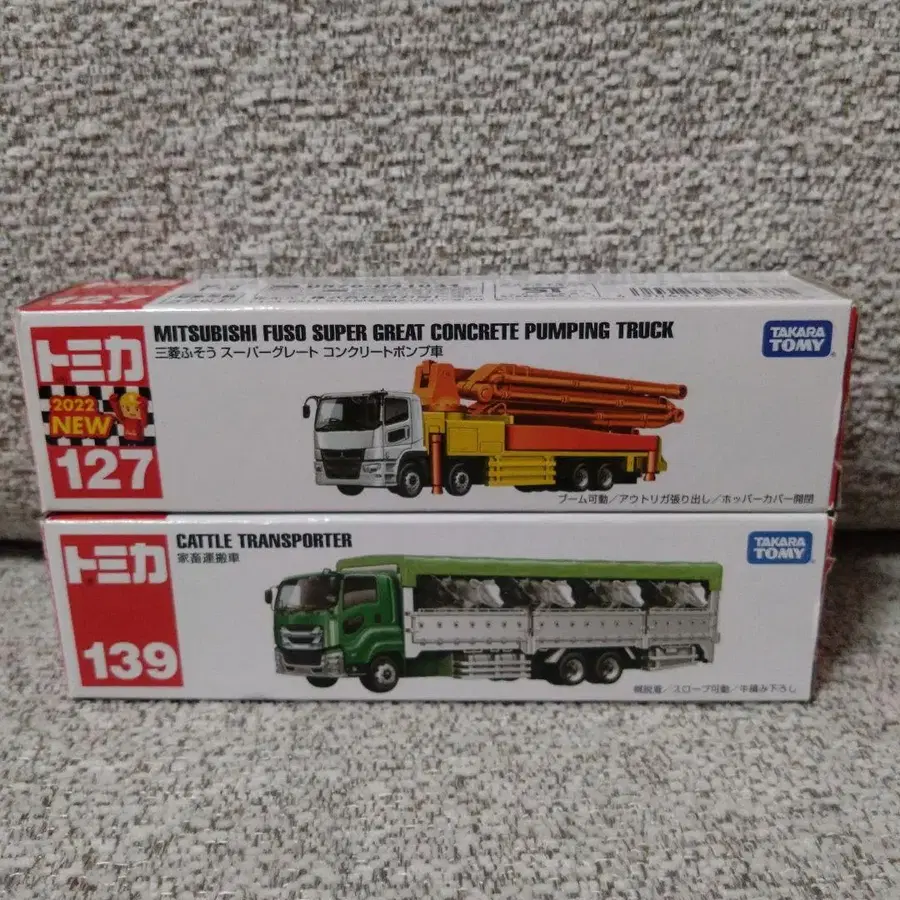 127
トミカ
2022
NEW
127
MITSUBISHI FUSO SUPER GREAT CONCRETE PUMPING TRUCK
三菱ふそう スーパーグレート コンクリートポンプ車
TAKARA
TOMY
ブーム可動/アウトリガ張り出し/ホッパーカバー開閉
トミカ
139
CATTLE TRANSPORTER
家畜運搬車
TAKARA
TOMY
幌脱着/スロープ可動/牛積み下ろし